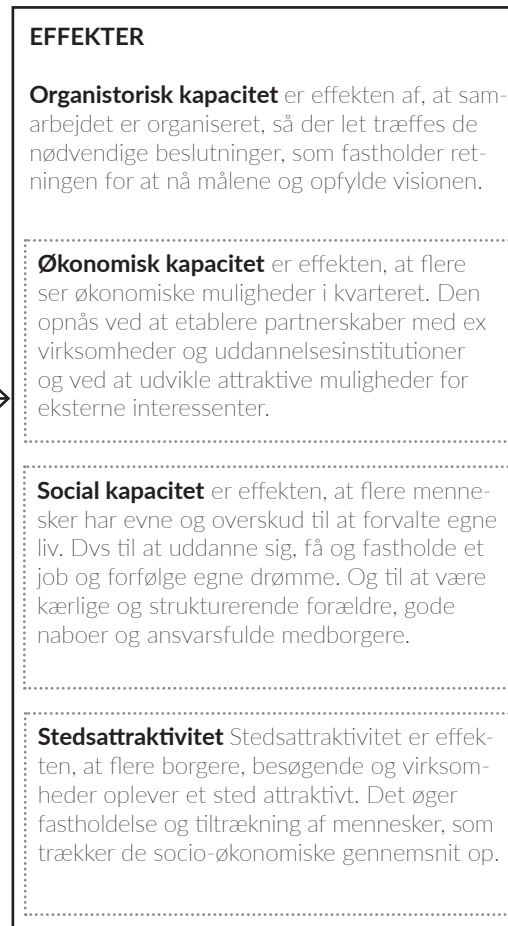 EFFEKTER
Organistorisk kapacitet er effekten af, at sam-
arbejdet er organiseret, så der let træffes de
nødvendige beslutninger, som fastholder ret-
ningen for at nå målene og opfylde visionen.
Økonomisk kapacitet er effekten, at flere
ser økonomiske muligheder i kvarteret. Den
opnås ved at etablere partnerskaber med ex
virksomheder og uddannelsesinstitutioner
og ved at udvikle attraktive muligheder for
eksterne interessenter.
Social kapacitet er effekten, at flere menne-
sker har evne og overskud til at forvalte egne
liv. Dvs til at uddanne sig, få og fastholde et
job og forfølge egne drømme. Og til at være
kærlige og strukturerende forældre, gode
naboer og ansvarsfulde medborgere.
Stedsattraktivitet Stedsattraktivitet er effek-
ten, at flere borgere, besøgende og virksom-
heder oplever et sted attraktivt. Det øger
fastholdelse og tiltrækning af mennesker, som
trækker de socio-økonomiske gennemsnit op.